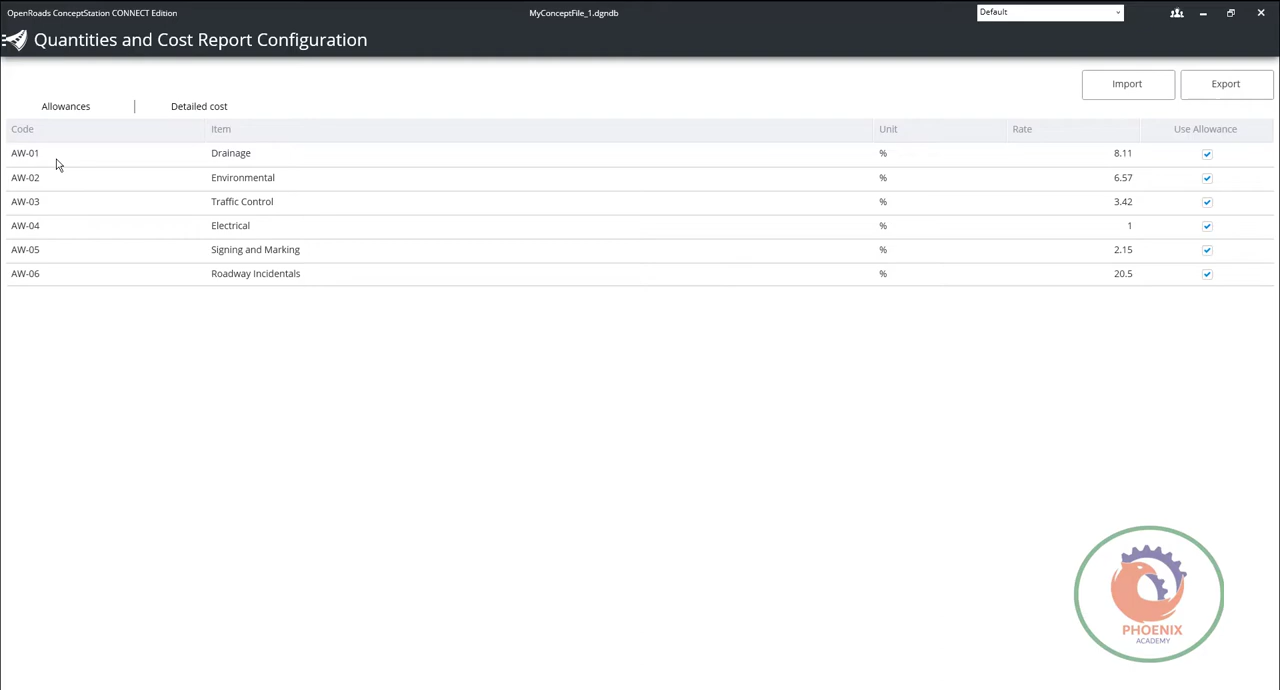 OpenRoads ConceptStation CONNECT Edition MyConceptFile_1.dgndb Default
Quantities and Cost Report Configuration
Import Export
Allowances | Detailed cost
Code Item Unit Rate Use Allowance
AW-01 Drainage % 8.11
AW-02 Environmental % 6.57
AW-03 Traffic Control % 3.42
AW-04 Electrical % 1
AW-05 Signing and Marking % 2.15
AW-06 Roadway Incidentals % 20.5
PHOENIX
ACADEMY